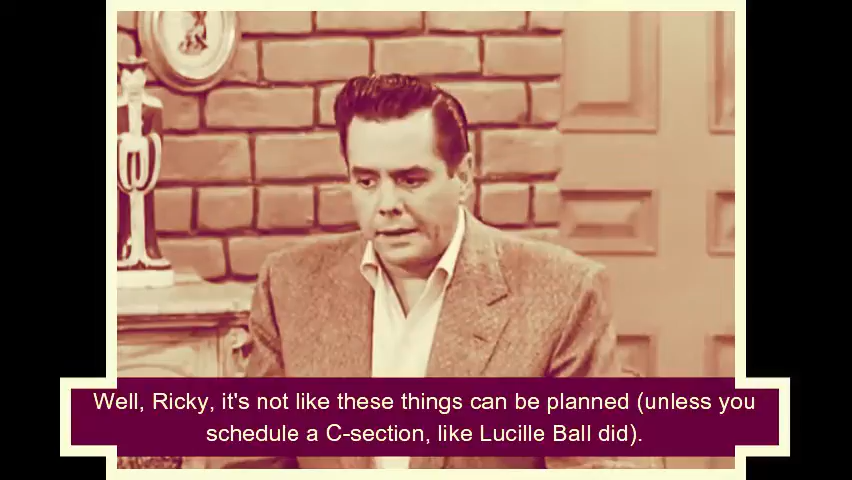 Well, Ricky, it's not like these things can be planned (unless you
schedule a C-section, like Lucille Ball did).